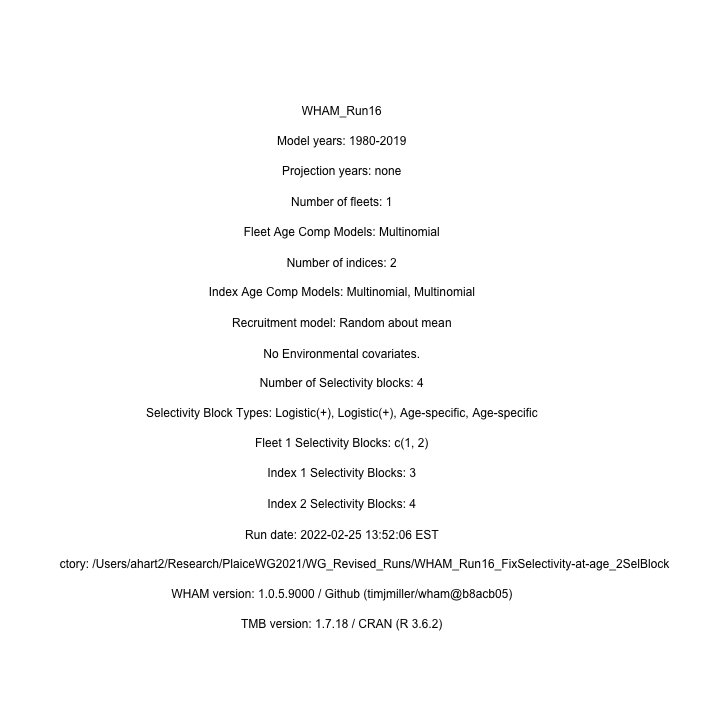 WHAM_Run16
Model years: 1980-2019
Projection years: none
Number of fleets: 1
Fleet Age Comp Models: Multinomial
Number of indices: 2
Index Age Comp Models: Multinomial, Multinomial
Recruitment model: Random about mean
No Environmental covariates.
Number of Selectivity blocks: 4
Selectivity Block Types: Logistic(+), Logistic(+), Age-specific, Age-specific
Fleet 1 Selectivity Blocks: c(1, 2)
Index 1 Selectivity Blocks: 3
Index 2 Selectivity Blocks: 4
Run date: 2022-02-25 13:52:06 EST
ctory: /Users/ahart2/Research/PlaiceWG2021/WG_Revised_Runs/WHAM_Run16_FixSelectivity-at-age_2SelBlock
WHAM version: 1.0.5.9000 / Github (timjmiller/wham@b8acb05)
TMB version: 1.7.18 / CRAN (R 3.6.2)